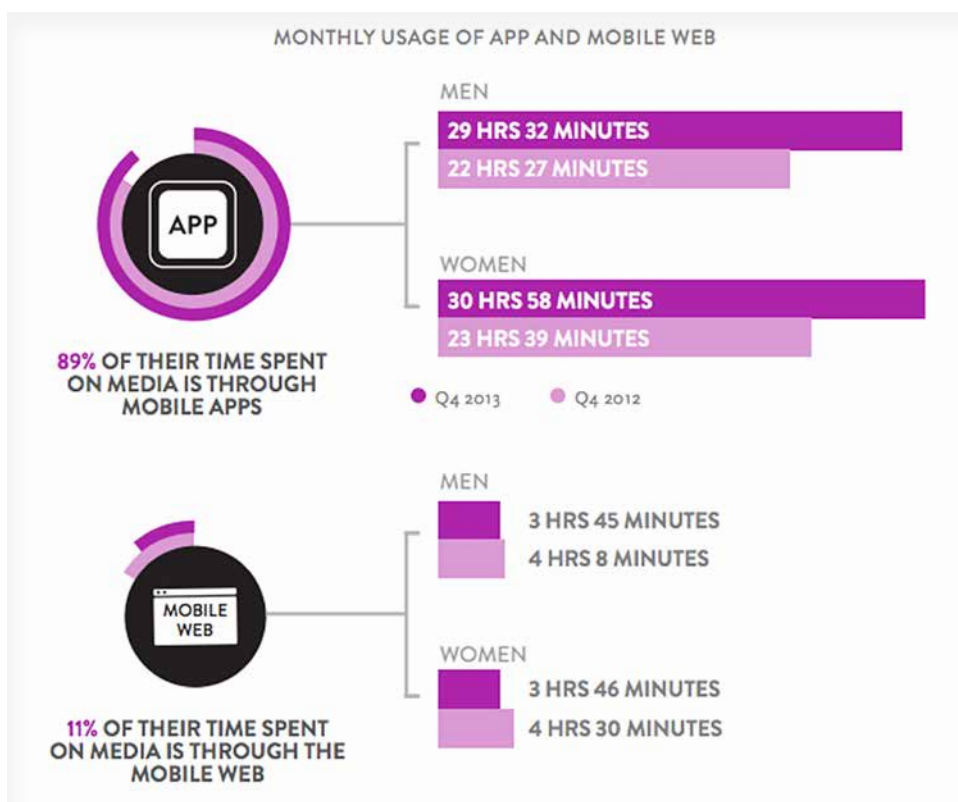 MONTHLY USAGE OF APP AND MOBILE WEB
MEN
29 HRS 32 MINUTES
22 HRS 27 MINUTES
APP
WOMEN
30 HRS 58 MINUTES
23 HRS 39 MINUTES
89% OF THEIR TIME SPENT
ON MEDIA IS THROUGH
MOBILE APPS
Q4 2013
Q4 2012
MEN
3 HRS 45 MINUTES
4 HRS 8 MINUTES
MOBILE
WEB
WOMEN
3 HRS 46 MINUTES
4 HRS 30 MINUTES
11% OF THEIR TIME SPENT
ON MEDIA IS THROUGH THE
MOBILE WEB